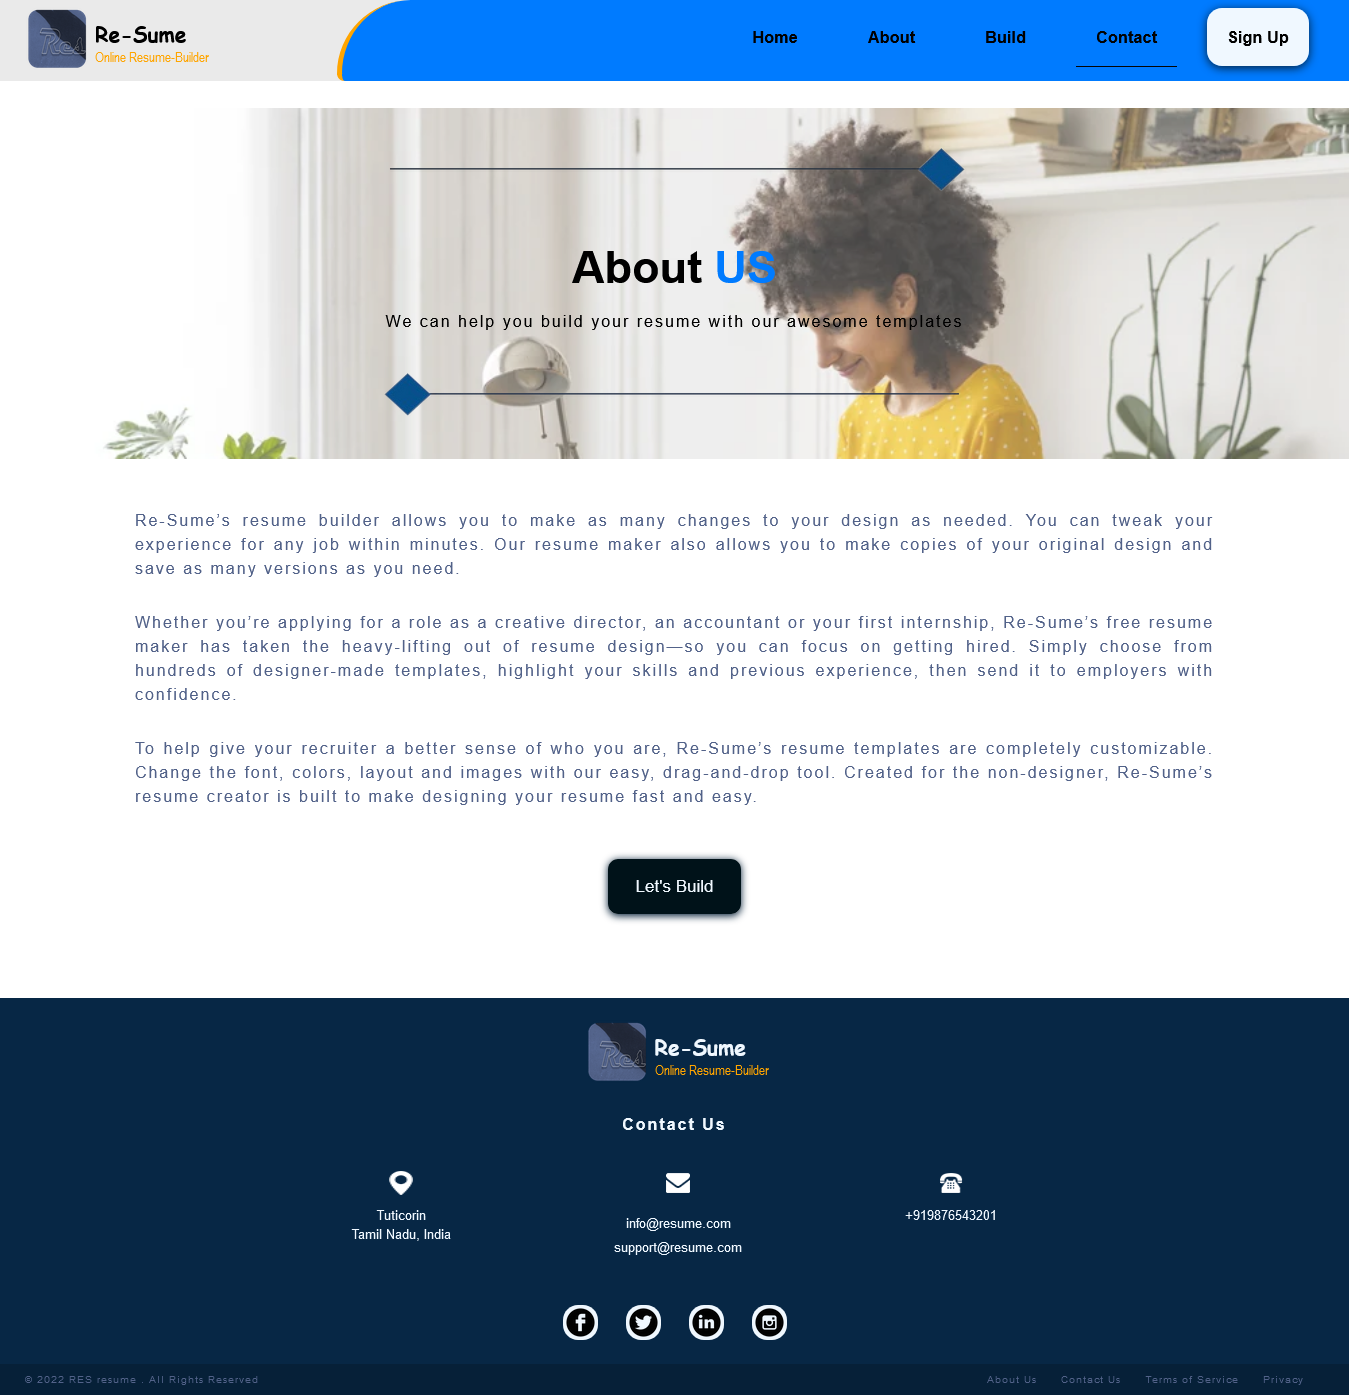 Res
Re-Sume
Online Resume-Builder
Home
About
Build
Contact
Sign Up
About US
We can help you build your resume with our awesome templates
Re-Sume’s resume builder allows you to make as many changes to your design as needed. You can tweak your
experience for any job within minutes. Our resume maker also allows you to make copies of your original design and
save as many versions as you need.
Whether you’re applying for a role as a creative director, an accountant or your first internship, Re-Sume’s free resume
maker has taken the heavy-lifting out of resume design—so you can focus on getting hired. Simply choose from
hundreds of designer-made templates, highlight your skills and previous experience, then send it to employers with
confidence.
To help give your recruiter a better sense of who you are, Re-Sume’s resume templates are completely customizable.
Change the font, colors, layout and images with our easy, drag-and-drop tool. Created for the non-designer, Re-Sume’s
resume creator is built to make designing your resume fast and easy.
Let's Build
Res
Re-Sume
Online Resume-Builder
Contact Us
Tuticorin
Tamil Nadu, India
info@resume.com
support@resume.com
+919876543201
© 2022 RES resume . All Rights Reserved
About Us
Contact Us
Terms of Service
Privacy